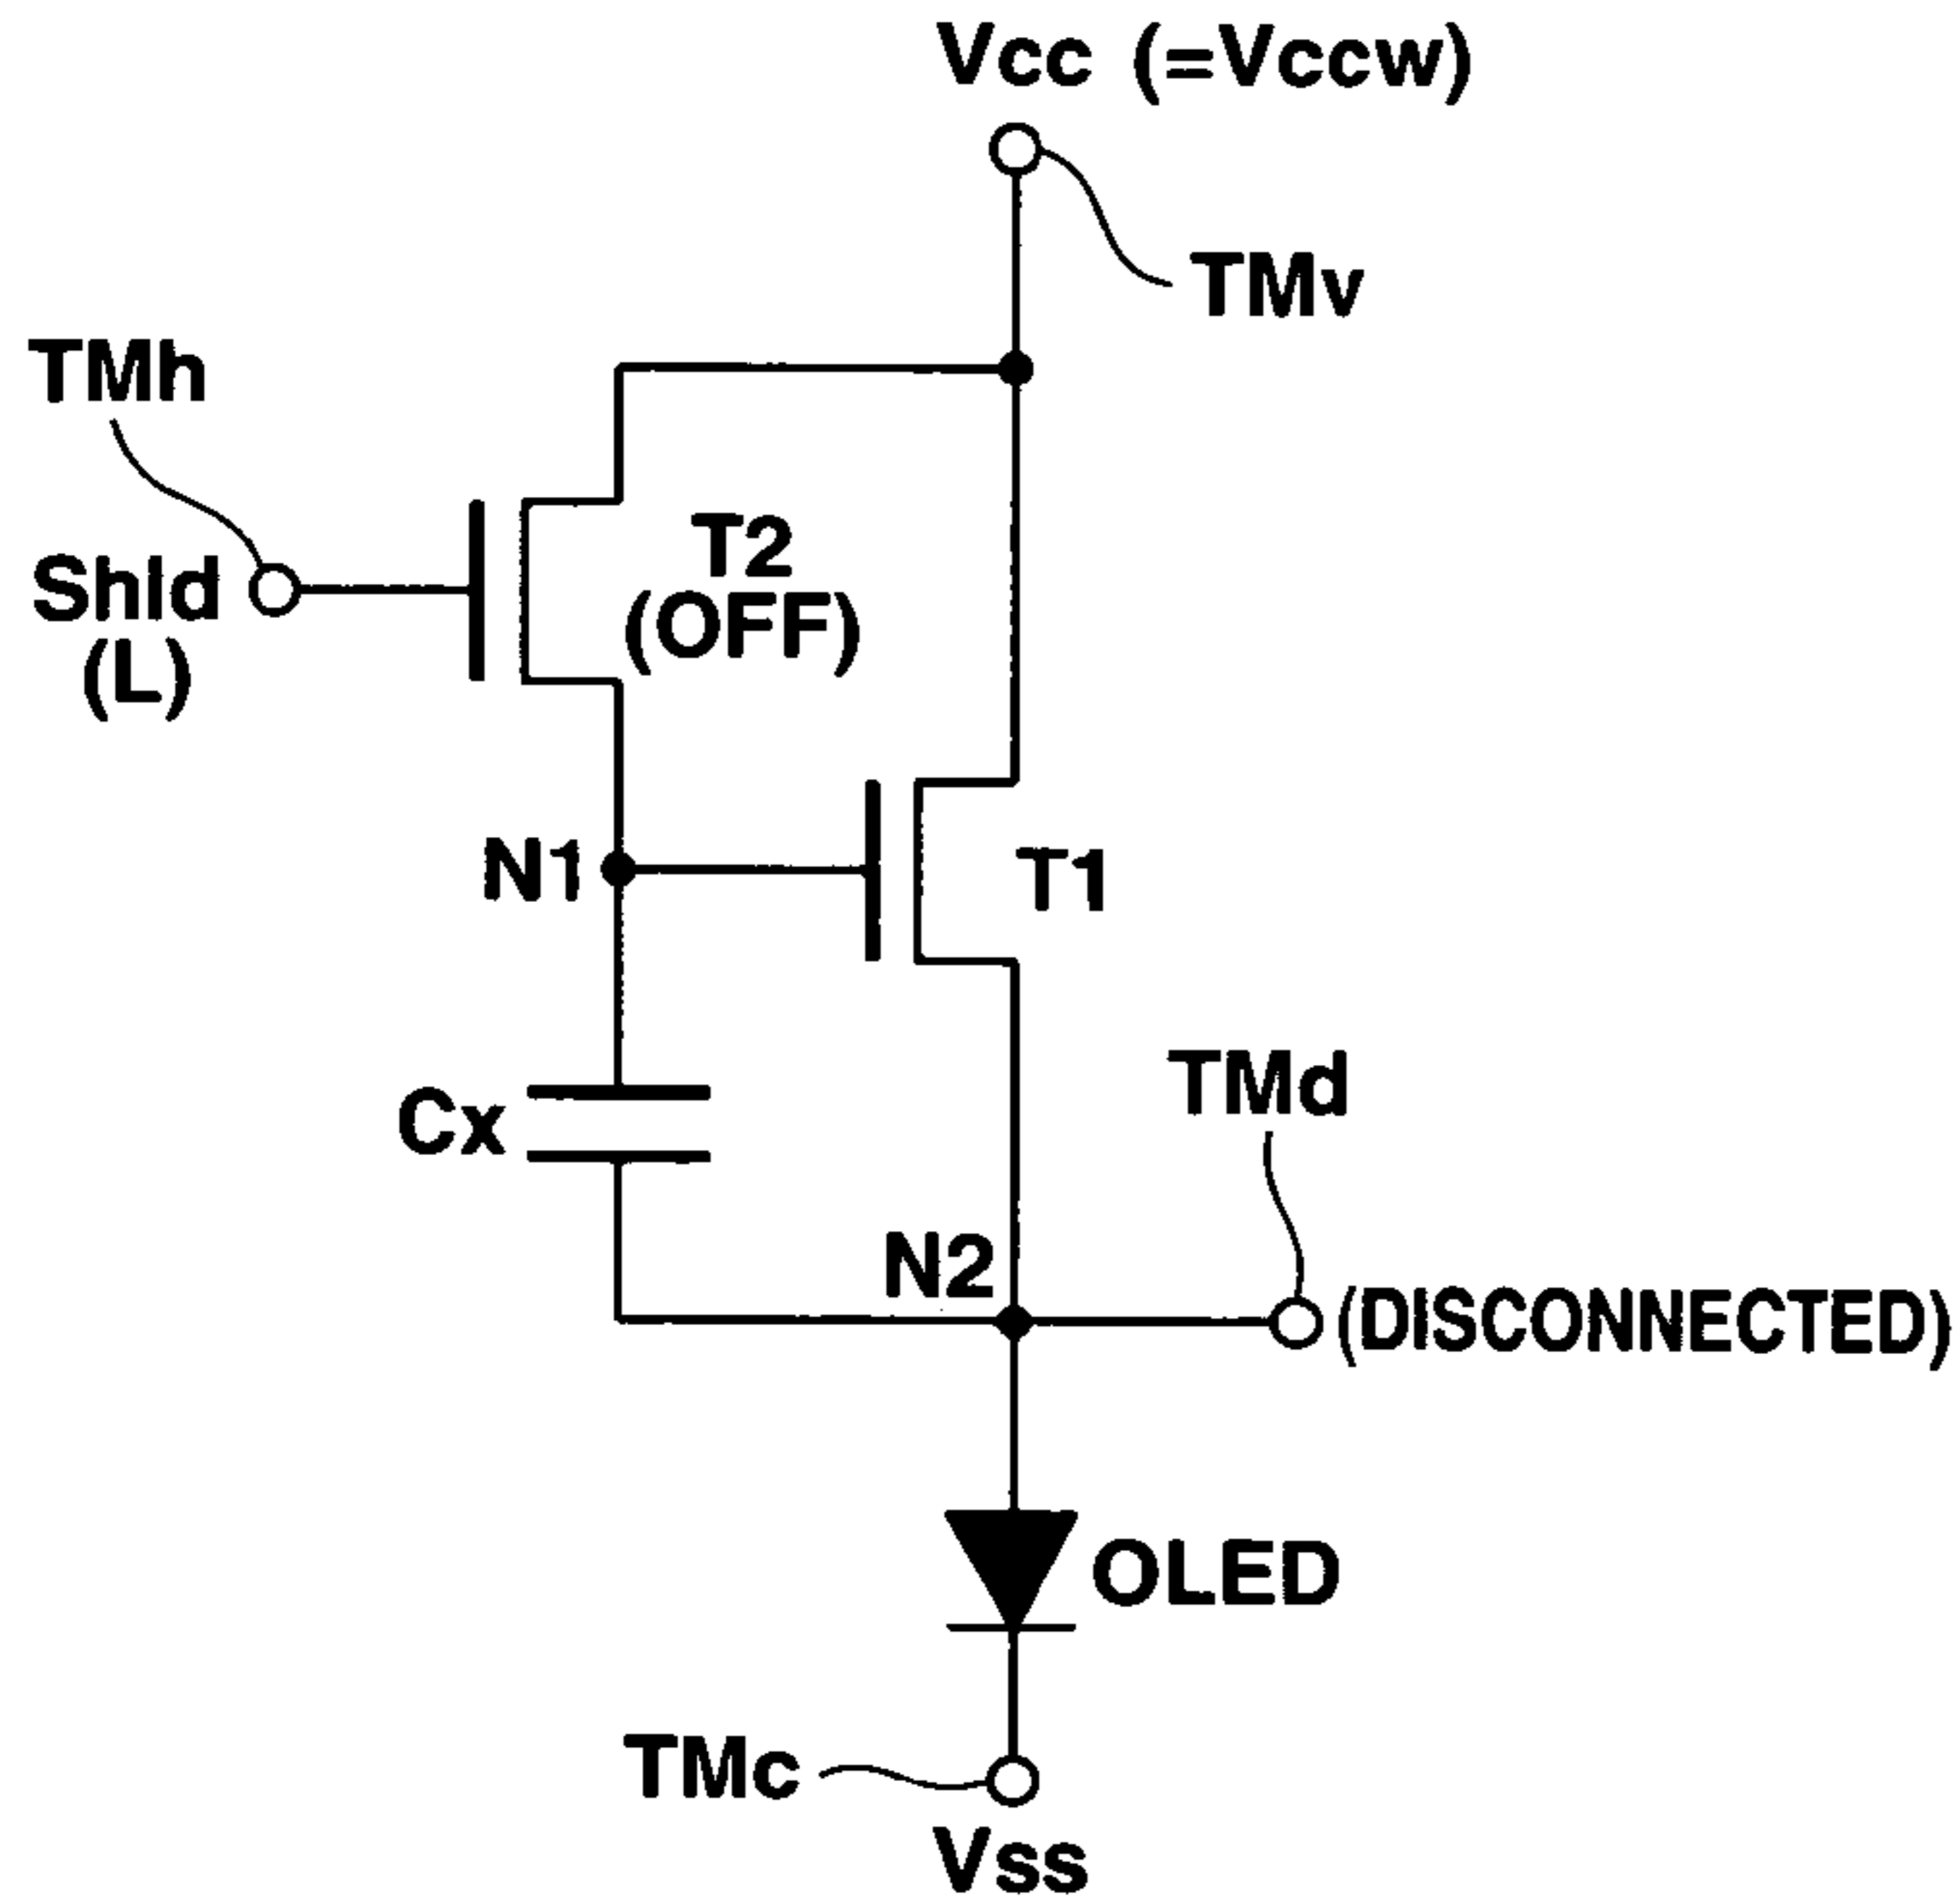 Vcc (=Vccw)
TMv
TMh
Shld
(L)
T2
(OFF)
N1
T1
Cx
TMd
N2
(DISCONNECTED)
OLED
TMc
Vss